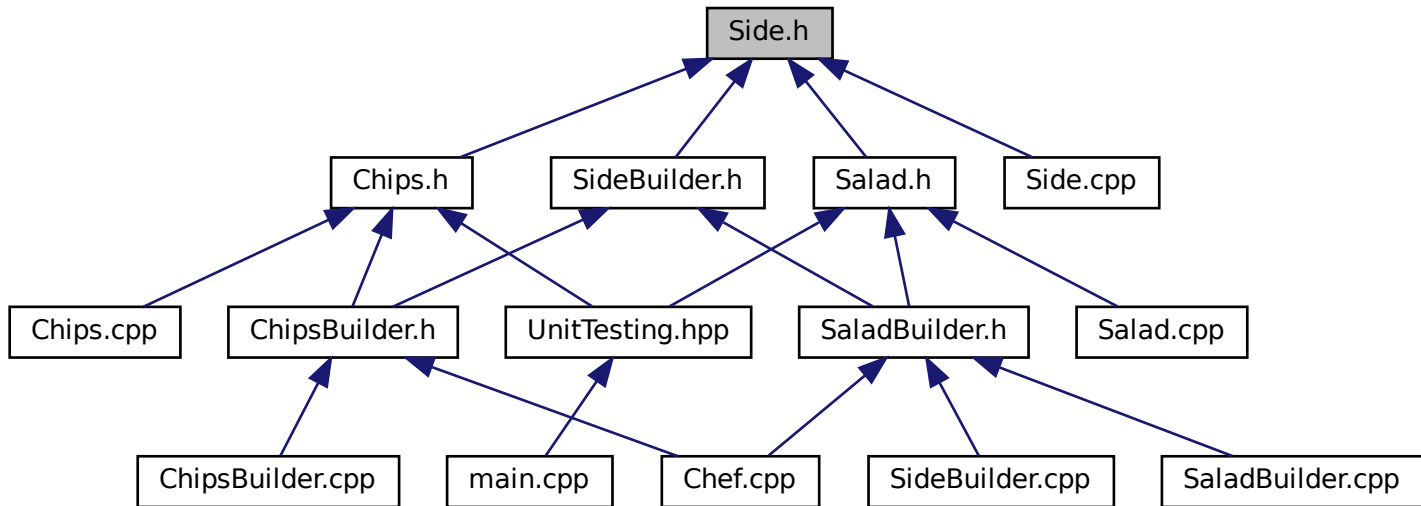 Side.h
Chips.h
SideBuilder.h
Salad.h
Side.cpp
Chips.cpp
ChipsBuilder.h
UnitTesting.hpp
SaladBuilder.h
Salad.cpp
ChipsBuilder.cpp
main.cpp
Chef.cpp
SideBuilder.cpp
SaladBuilder.cpp